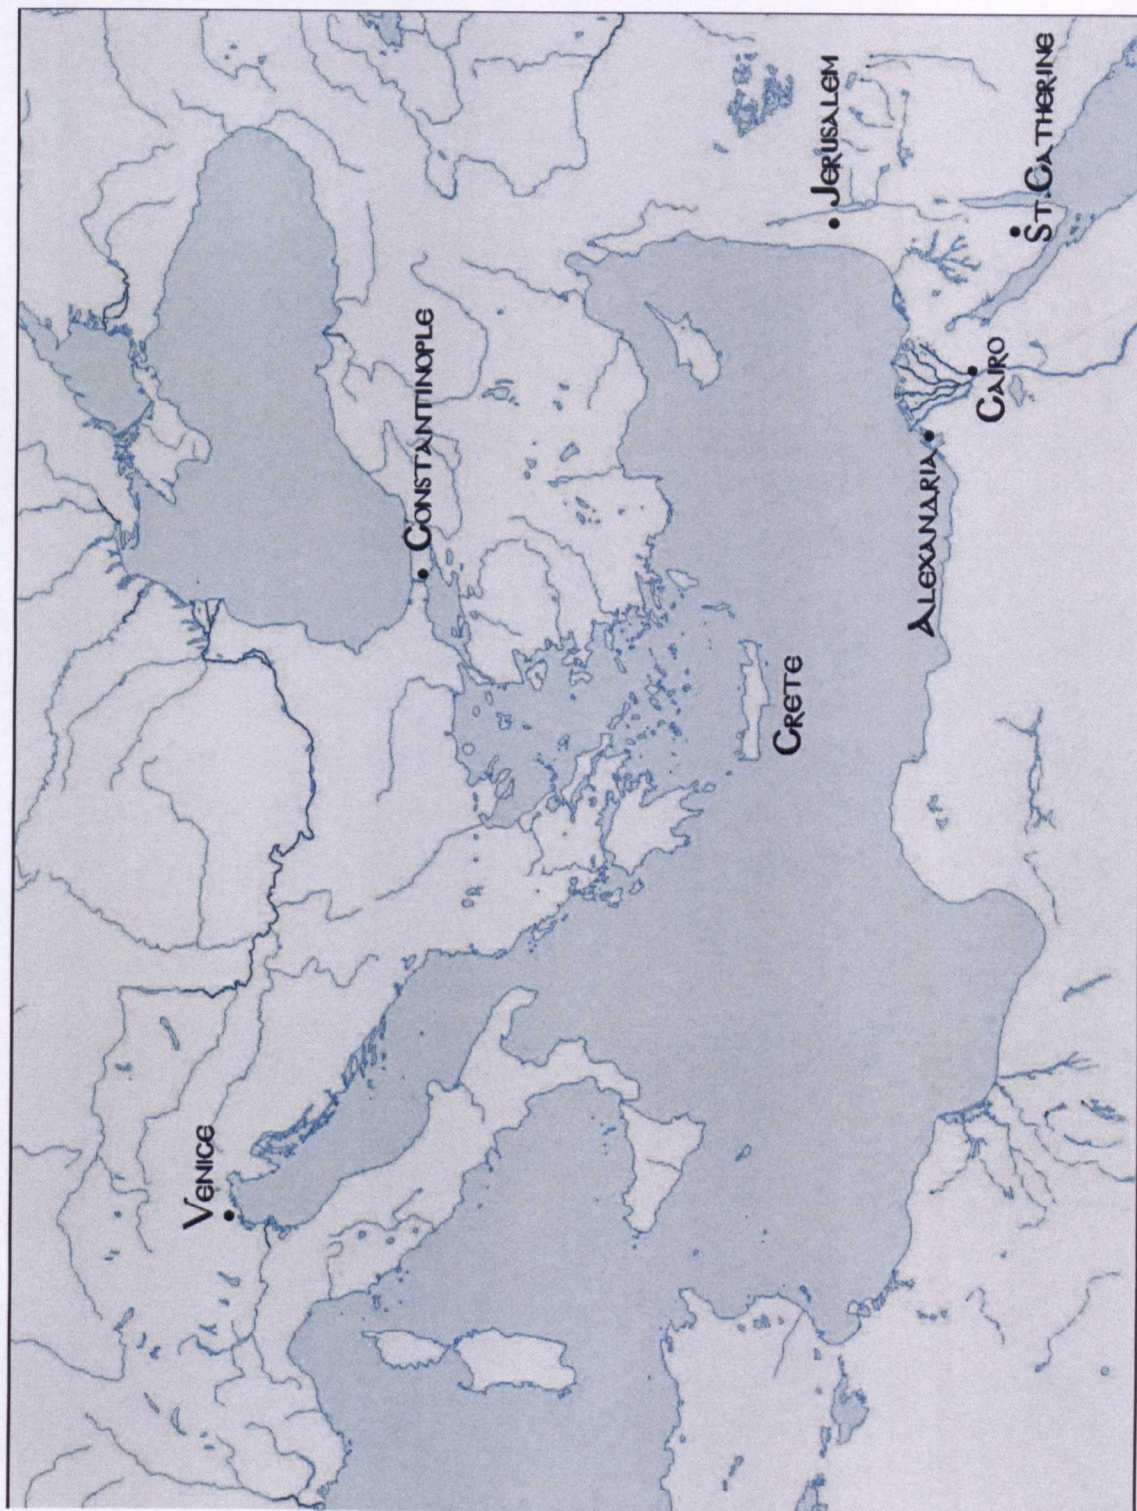 VENICE
CONSTANTINOPLE
CRETE
JERUSALEM
ALEXANDRIA
CAIRO
ST. CATHERINE